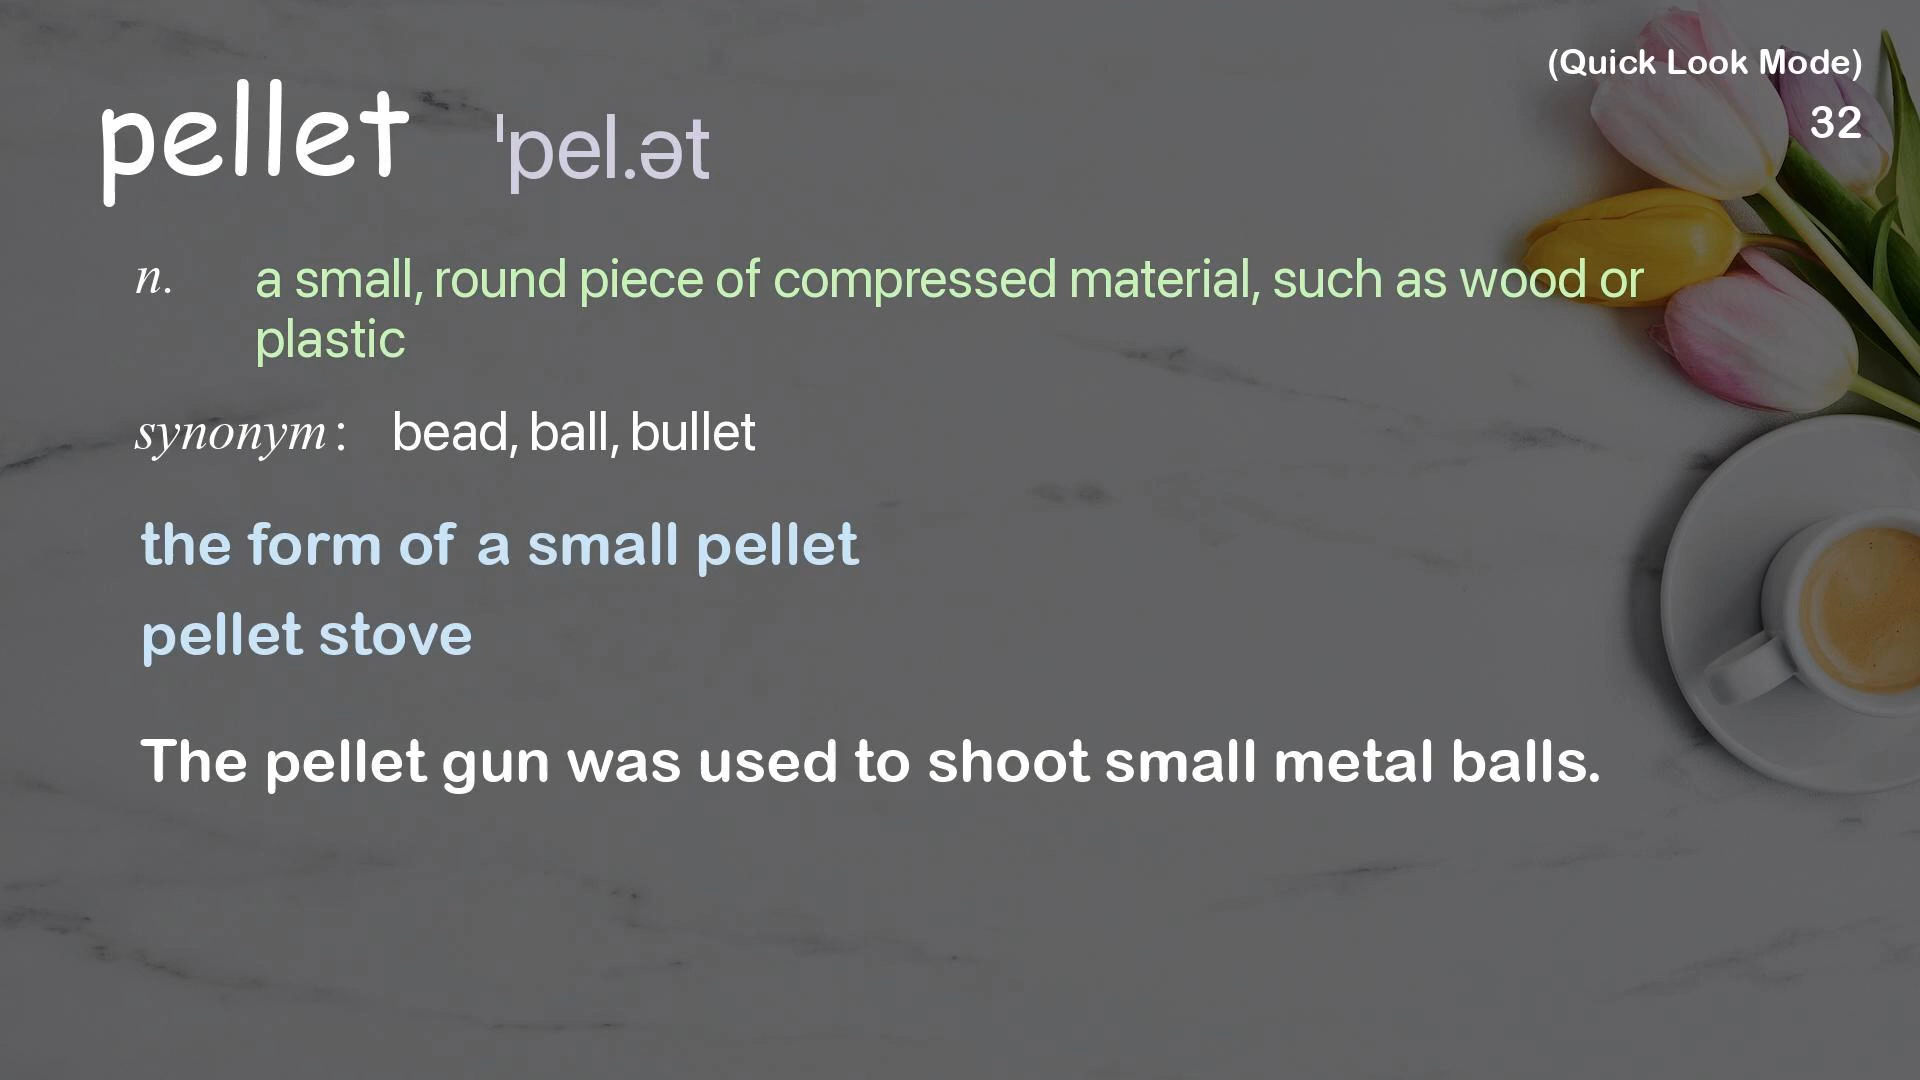 (Quick Look Mode)
32
pellet ˈpel.ət
n. a small, round piece of compressed material, such as wood or
plastic
synonym: bead, ball, bullet
the form of a small pellet
pellet stove
The pellet gun was used to shoot small metal balls.